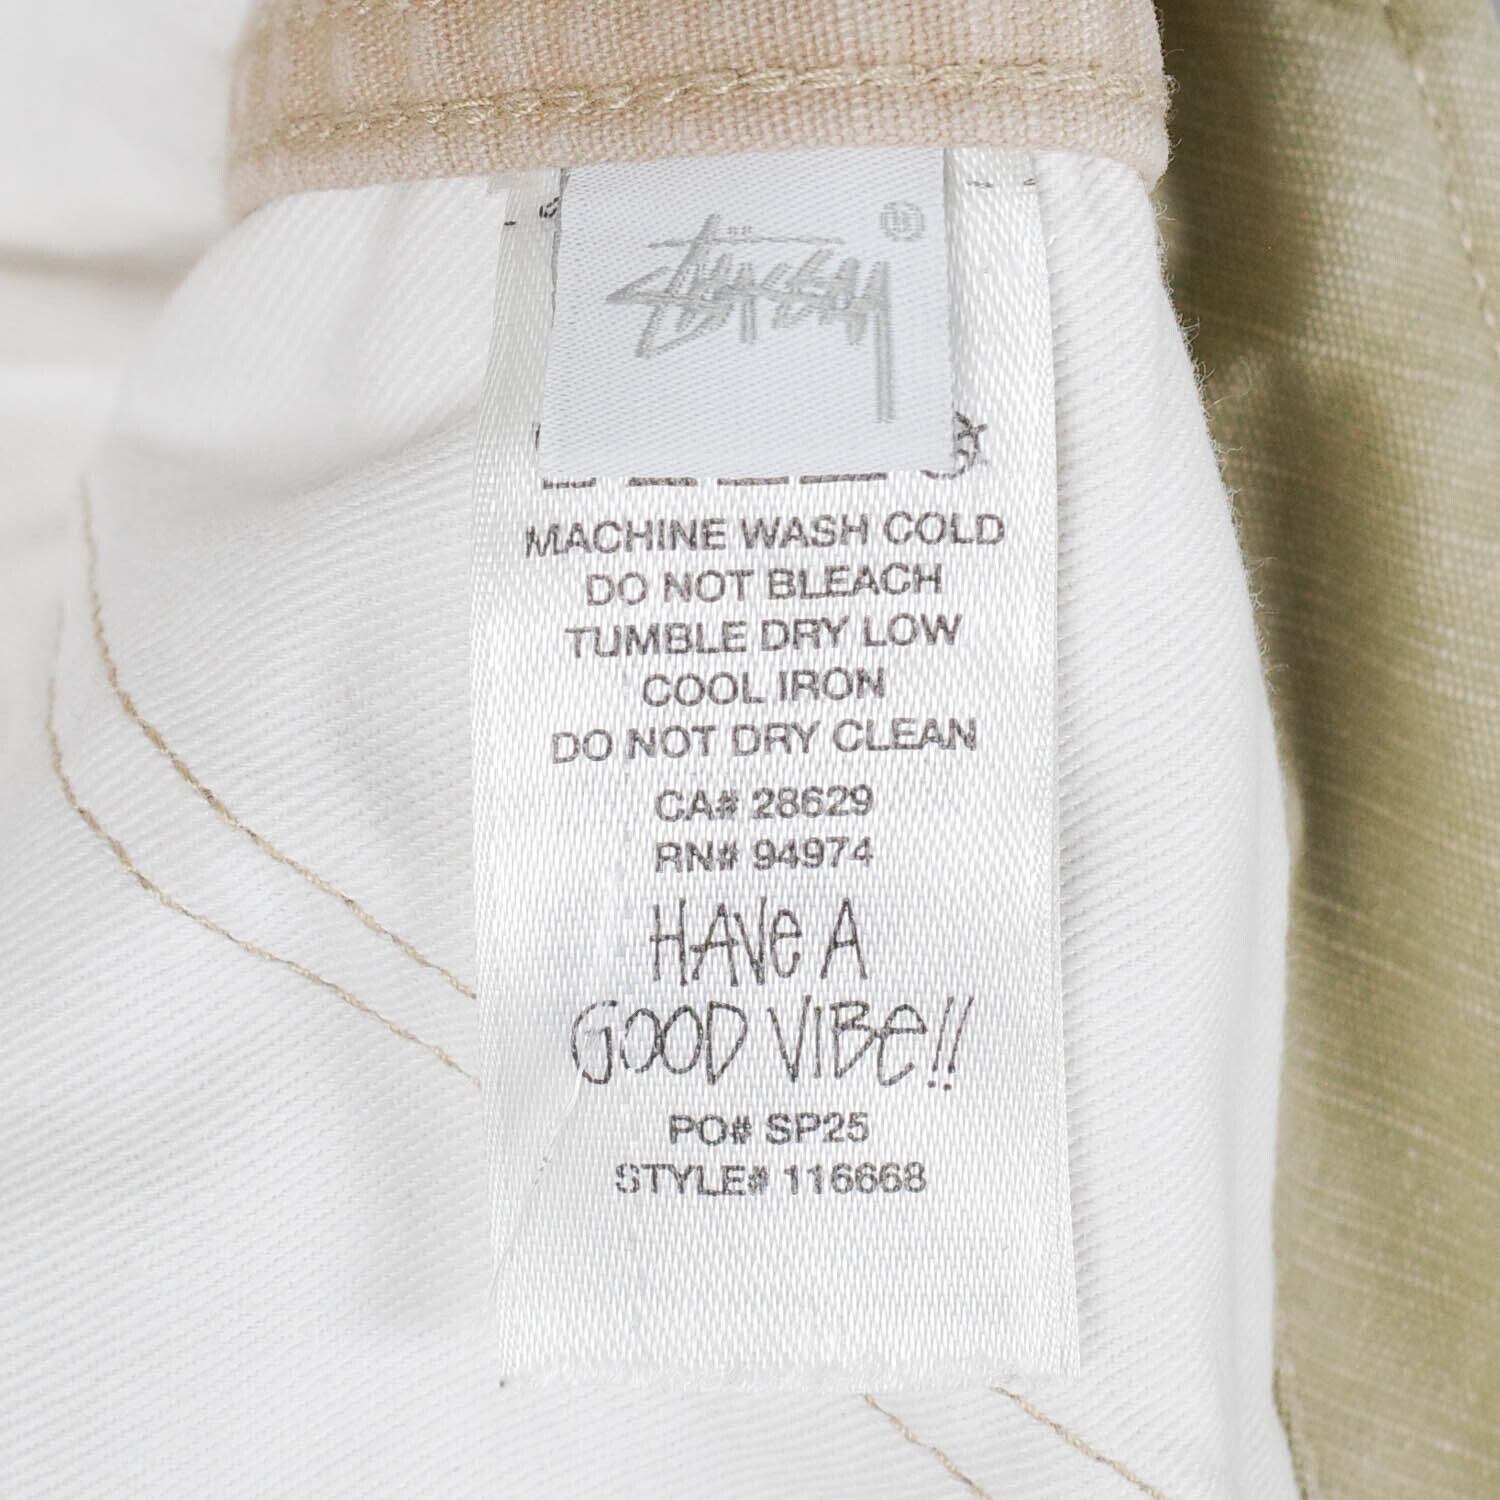 STÜSSY ®
MACHINE WASH COLD
DO NOT BLEACH
TUMBLE DRY LOW
COOL IRON
DO NOT DRY CLEAN
CA# 28629
RN# 94974
HAVe A
GOOD VIBe!!
PO# SP25
STYLE# 116668